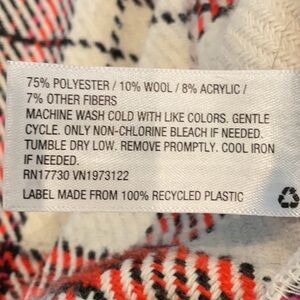 75% POLYESTER / 10% WOOL / 8% ACRYLIC /
7% OTHER FIBERS
MACHINE WASH COLD WITH LIKE COLORS. GENTLE
CYCLE. ONLY NON-CHLORINE BLEACH IF NEEDED.
TUMBLE DRY LOW. REMOVE PROMPTLY. COOL IRON
IF NEEDED.
RN17730 VN1973122
LABEL MADE FROM 100% RECYCLED PLASTIC